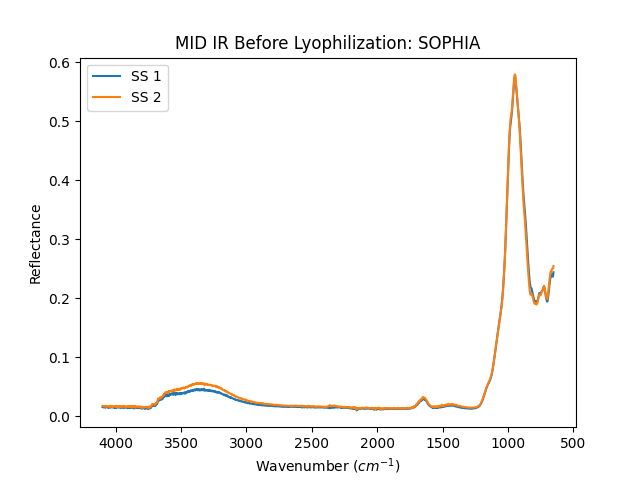 MID IR Before Lyophilization: SOPHIA
SS 1
SS 2
Reflectance
0.6
0.5
0.4
0.3
0.2
0.1
0.0
4000 3500 3000 2500 2000 1500 1000 500
Wavenumber (cm⁻¹)